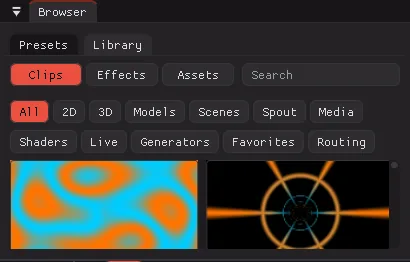 Browser
Presets Library
Clips Effects Assets Search
All 2D 3D Models Scenes Spout Media
Shaders Live Generators Favorites Routing